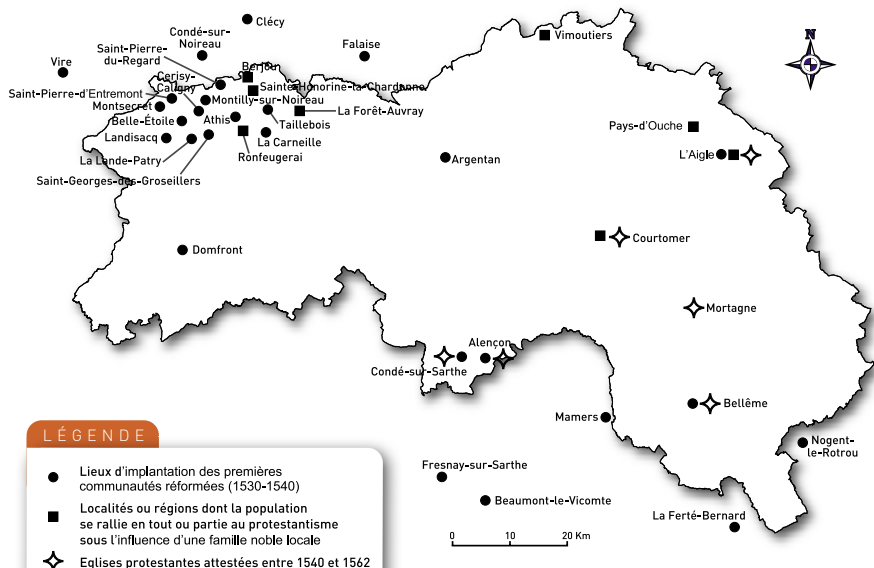 Clécy
N
Condé-sur-
Noireau
Saint-Pierre-
du-Regard
Falaise
Vimoutiers
Vire
Berjou
Cerisy-
Caligny
Sainte-Honorine-la-Chardonne
Saint-Pierre-d'Entremont
Montsecret
Montilly-sur-Noireau
La Forêt-Auvray
Belle-Étoile
Athis
Taillebois
Pays-d'Ouche
Landisacq
La Carneille
L'Aigle
La Lande-Patry
Ronfeugerai
Argentan
Saint-Georges-des-Groseillers
Courtomer
Domfront
Mortagne
Alençon
Condé-sur-Sarthe
Bellême
Mamers
Nogent-
le-Rotrou
Fresnay-sur-Sarthe
Beaumont-le-Vicomte
La Ferté-Bernard
0 10 20 Km
LÉGENDE
Lieux d'implantation des premières
communautés réformées (1530-1540)
Localités ou régions dont la population
se rallie en tout ou partie au protestantisme
sous l'influence d'une famille noble locale
Eglises protestantes attestées entre 1540 et 1562